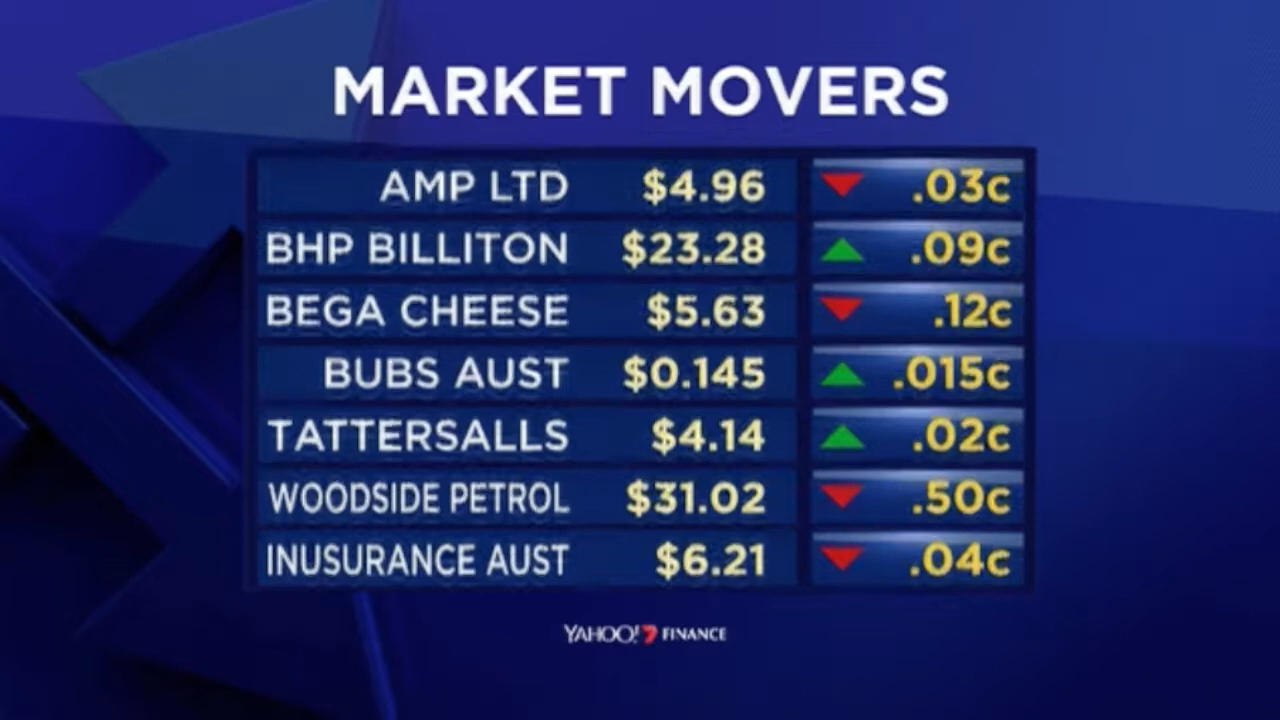 MARKET MOVERS
AMP LTD $4.96 .03c
BHP BILLITON $23.28 .09c
BEGA CHEESE $5.63 .12c
BUBS AUST $0.145 .015c
TATTERSALLS $4.14 .02c
WOODSIDE PETROL $31.02 .50c
INUSURANCE AUST $6.21 .04c
YAHOO!7 FINANCE